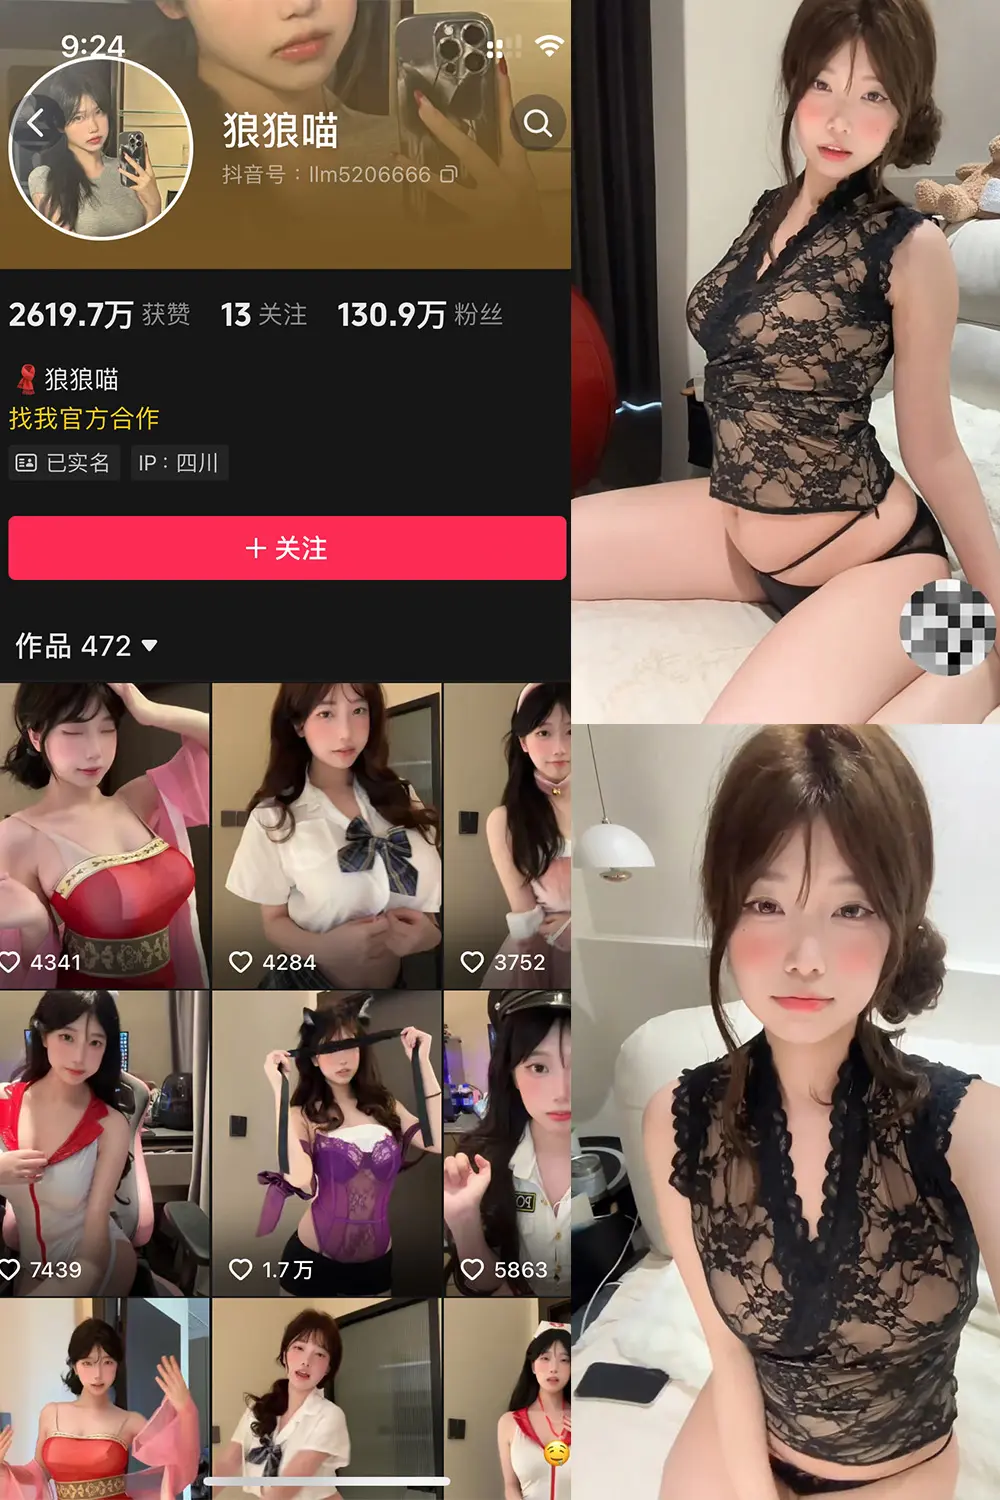 9:24
狼狼喵
抖音号：llm5206666
2619.7万 获赞 13 关注 130.9万 粉丝
狼狼喵
找我官方合作
已实名 IP：四川
+ 关注
作品 472
4341 4284 3752
7439 1.7万 5863